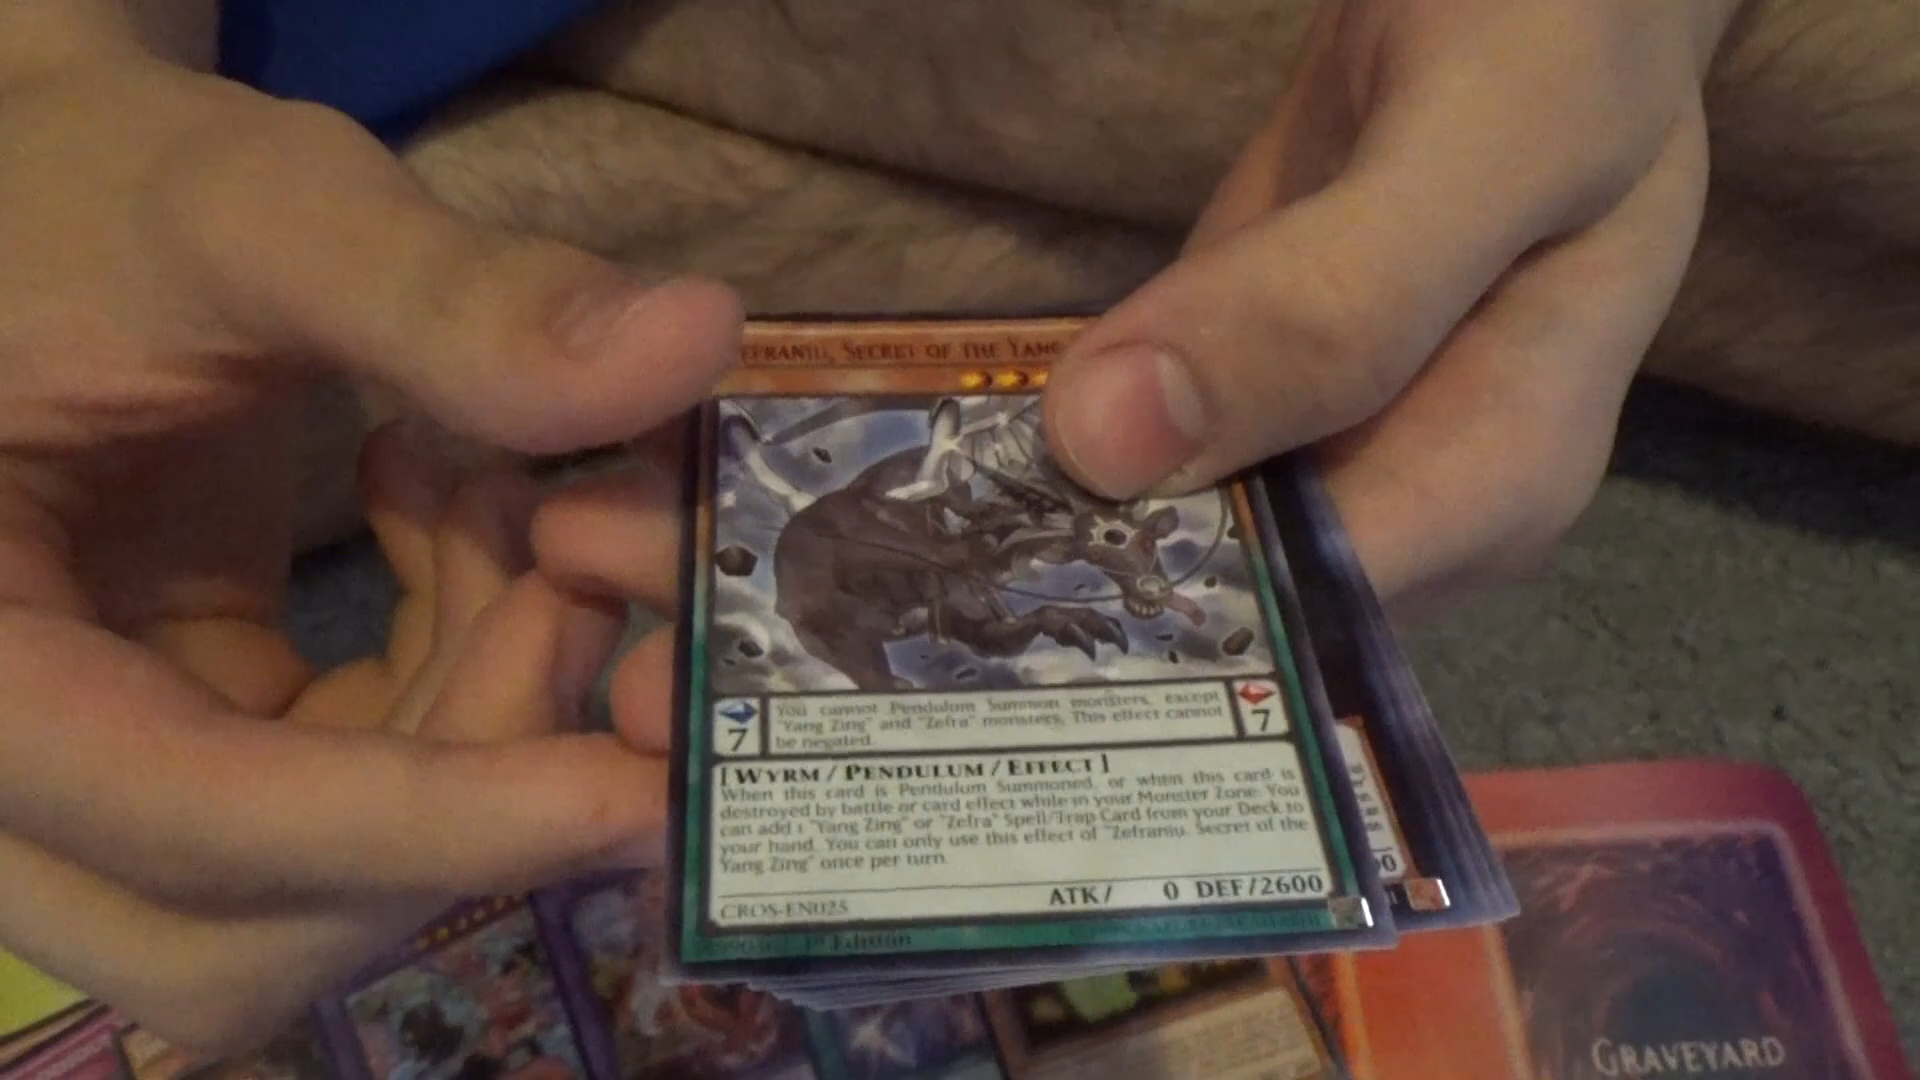 EFRANIU, SECRET OF THE YANG
You cannot Pendulum Summon monsters, except
"Yang Zing" and "Zefra" monsters. This effect cannot
be negated.
7
7
[ WYRM / PENDULUM / EFFECT ]
When this card is Pendulum Summoned, or when this card is
destroyed by battle or card effect while in your Monster Zone: You
can add 1 "Yang Zing" or "Zefra" Spell/Trap Card from your Deck to
your hand. You can only use this effect of "Zefraniu, Secret of the
Yang Zing" once per turn.
ATK/ 0 DEF/2600
CROS-EN025
1st Edition
GRAVEYARD